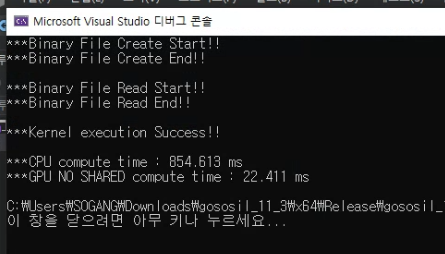 Microsoft Visual Studio 디버그 콘솔
***Binary File Create Start!!
***Binary File Create End!!
***Binary File Read Start!!
***Binary File Read End!!
***Kernel execution Success!!
***CPU compute time : 854.613 ms
***GPU NO SHARED compute time : 22.411 ms
C:₩Users₩SOGANG₩Downloads₩gososil_11_3₩x64₩Release₩gososil_
이 창을 닫으려면 아무 키나 누르세요...